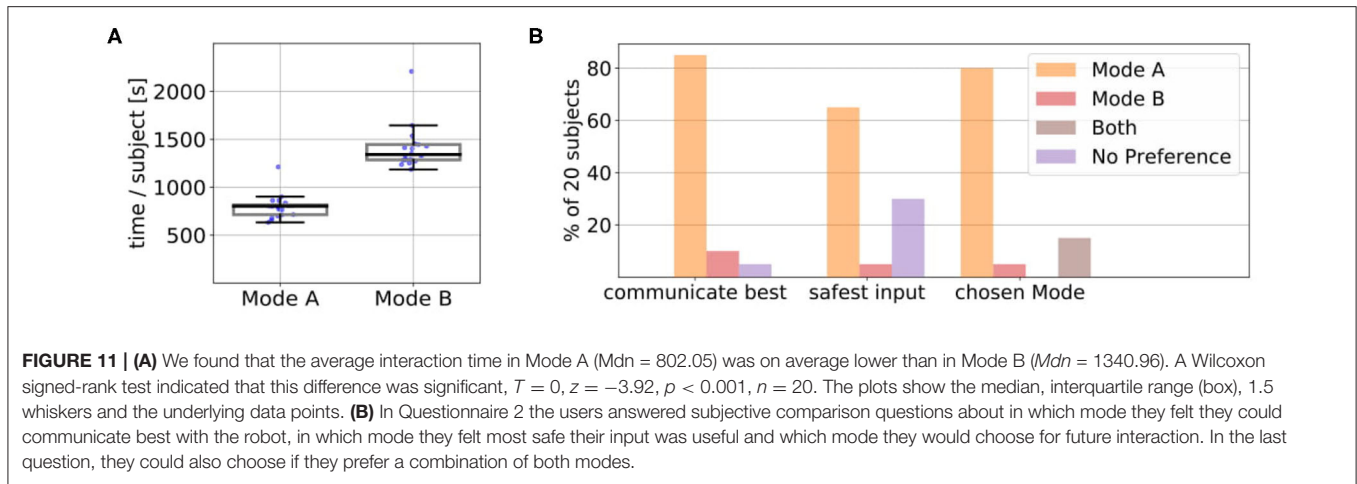 A
time / subject [s]
2000
1500
1000
500
Mode A
Mode B
B
% of 20 subjects
80
60
40
20
communicate best
safest input
chosen Mode
Mode A
Mode B
Both
No Preference
FIGURE 11 | (A) We found that the average interaction time in Mode A (Mdn = 802.05) was on average lower than in Mode B (Mdn = 1340.96). A Wilcoxon
signed-rank test indicated that this difference was significant, T = 0, z = −3.92, p < 0.001, n = 20. The plots show the median, interquartile range (box), 1.5
whiskers and the underlying data points. (B) In Questionnaire 2 the users answered subjective comparison questions about in which mode they felt they could
communicate best with the robot, in which mode they felt most safe their input was useful and which mode they would choose for future interaction. In the last
question, they could also choose if they prefer a combination of both modes.